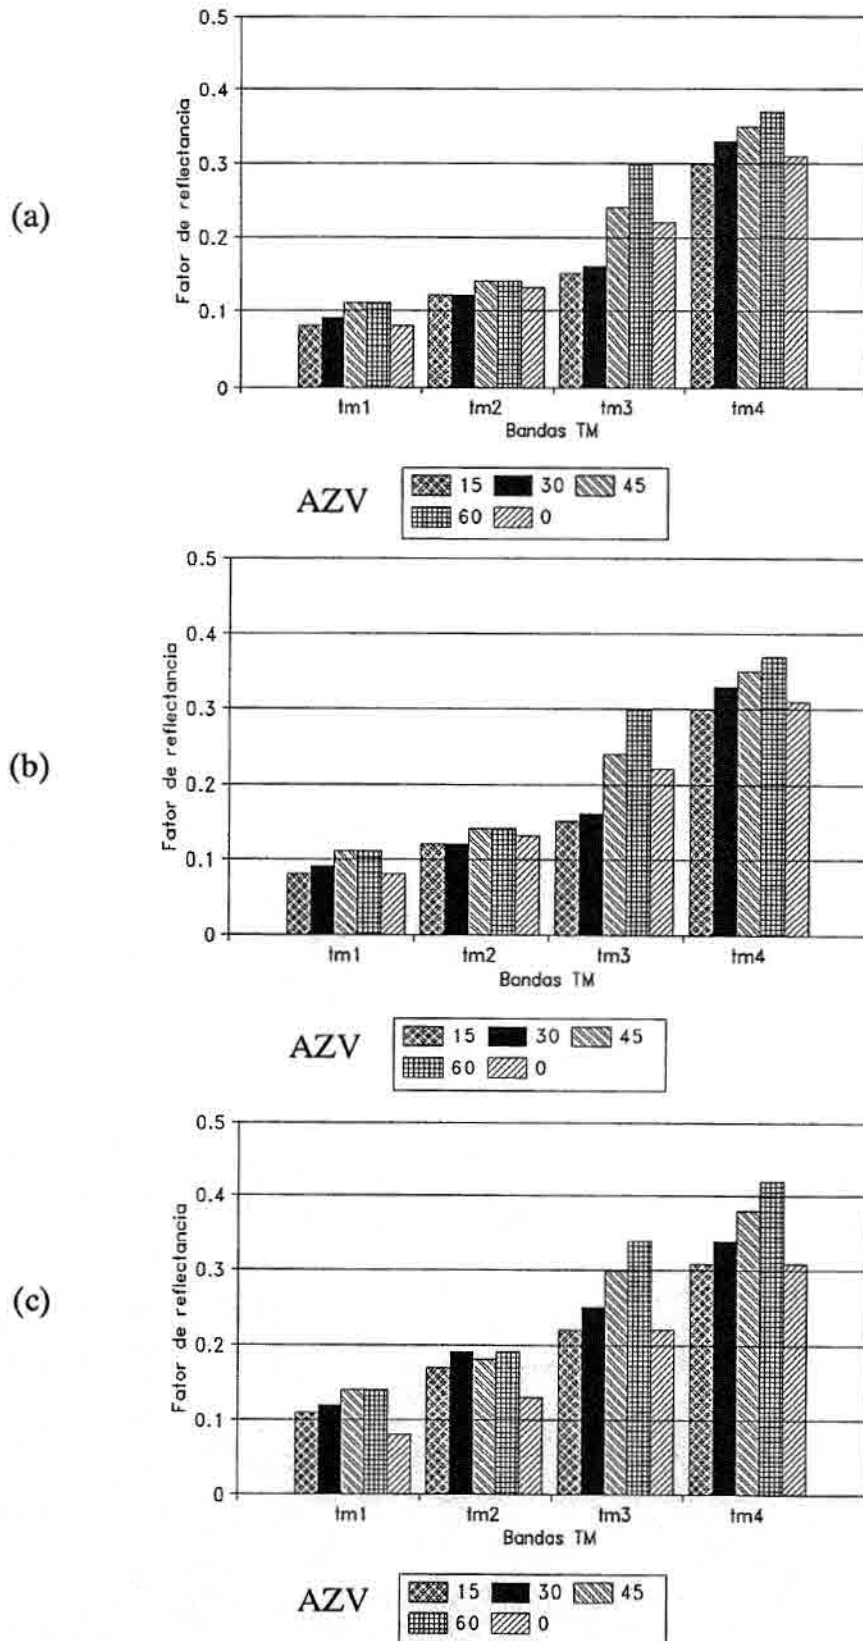 (a)
Fator de reflectancia
0.5
0.4
0.3
0.2
0.1
0
tm1 tm2 tm3 tm4
Bandas TM
AZV
15 30 45
60 0
(b)
Fator de reflectancia
0.5
0.4
0.3
0.2
0.1
0
tm1 tm2 tm3 tm4
Bandas TM
AZV
15 30 45
60 0
(c)
Fator de reflectancia
0.5
0.4
0.3
0.2
0.1
0
tm1 tm2 tm3 tm4
Bandas TM
AZV
15 30 45
60 0